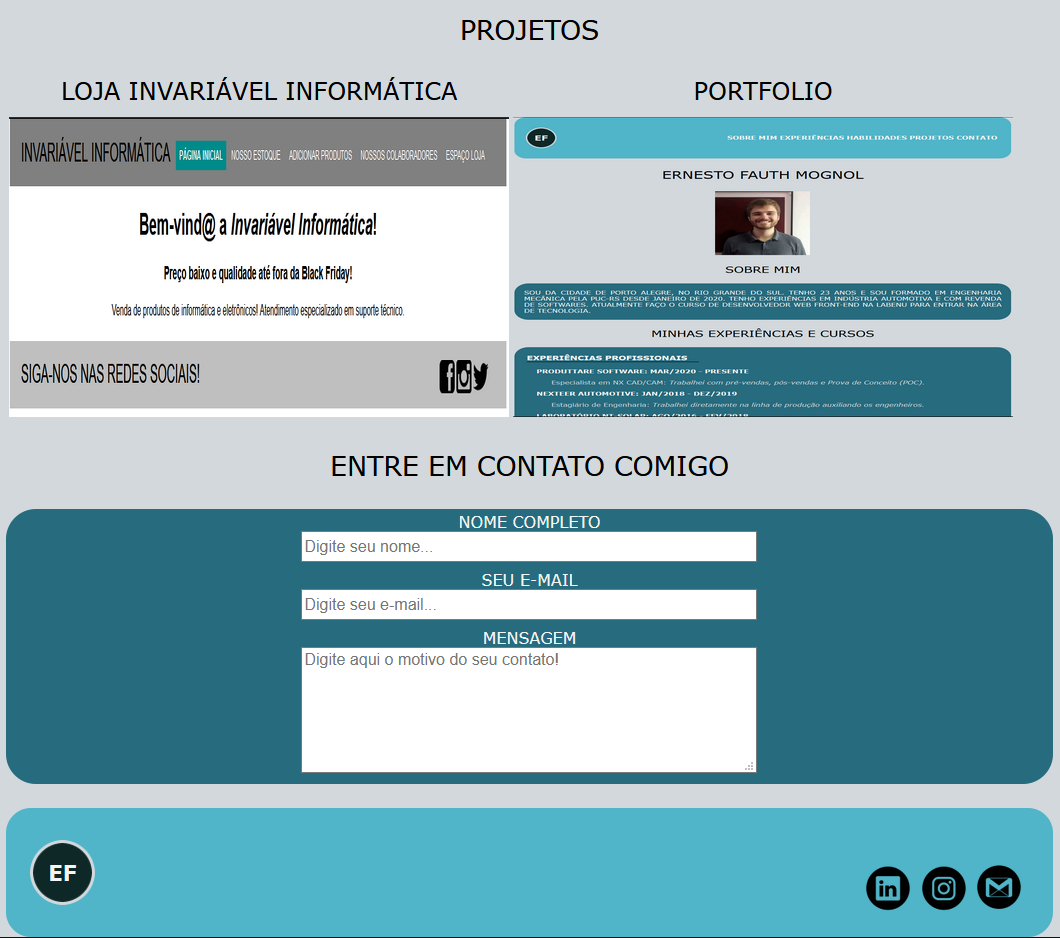 PROJETOS
LOJA INVARIÁVEL INFORMÁTICA
PORTFOLIO
INVARIÁVEL INFORMÁTICA PÁGINA INICIAL NOSSO ESTOQUE ADICIONAR PRODUTOS NOSSOS COLABORADORES ESPAÇO LOJA
Bem-vind@ a Invariável Informática!
Preço baixo e qualidade até fora da Black Friday!
Venda de produtos de informática e eletrônicos! Atendimento especializado em suporte técnico.
SIGA-NOS NAS REDES SOCIAIS!
EF SOBRE MIM EXPERIÊNCIAS HABILIDADES PROJETOS CONTATO
ERNESTO FAUTH MOGNOL
SOBRE MIM
SOU DA CIDADE DE PORTO ALEGRE, NO RIO GRANDE DO SUL. TENHO 23 ANOS E SOU FORMADO EM ENGENHARIA
MECÂNICA PELA PUC-RS DESDE JANEIRO DE 2020. TENHO EXPERIÊNCIAS EM INDÚSTRIA AUTOMOTIVA E COM REVENDA
DE SOFTWARES. ATUALMENTE FAÇO O CURSO DE DESENVOLVEDOR WEB FRONT-END NA LABENU PARA ENTRAR NA ÁREA
DE TECNOLOGIA.
MINHAS EXPERIÊNCIAS E CURSOS
EXPERIÊNCIAS PROFISSIONAIS
PRODUTTARE SOFTWARE: MAR/2020 - PRESENTE
Especialista em NX CAD/CAM: Trabalhei com pré-vendas, pós-vendas e Prova de Conceito (POC).
NEXTEER AUTOMOTIVE: JAN/2018 - DEZ/2019
Estagiário de Engenharia: Trabalhei diretamente na linha de produção auxiliando os engenheiros.
LABORATÓRIO NT-SOLAR: AGO/2016 - FEV/2018
ENTRE EM CONTATO COMIGO
NOME COMPLETO
Digite seu nome...
SEU E-MAIL
Digite seu e-mail...
MENSAGEM
Digite aqui o motivo do seu contato!
EF
in